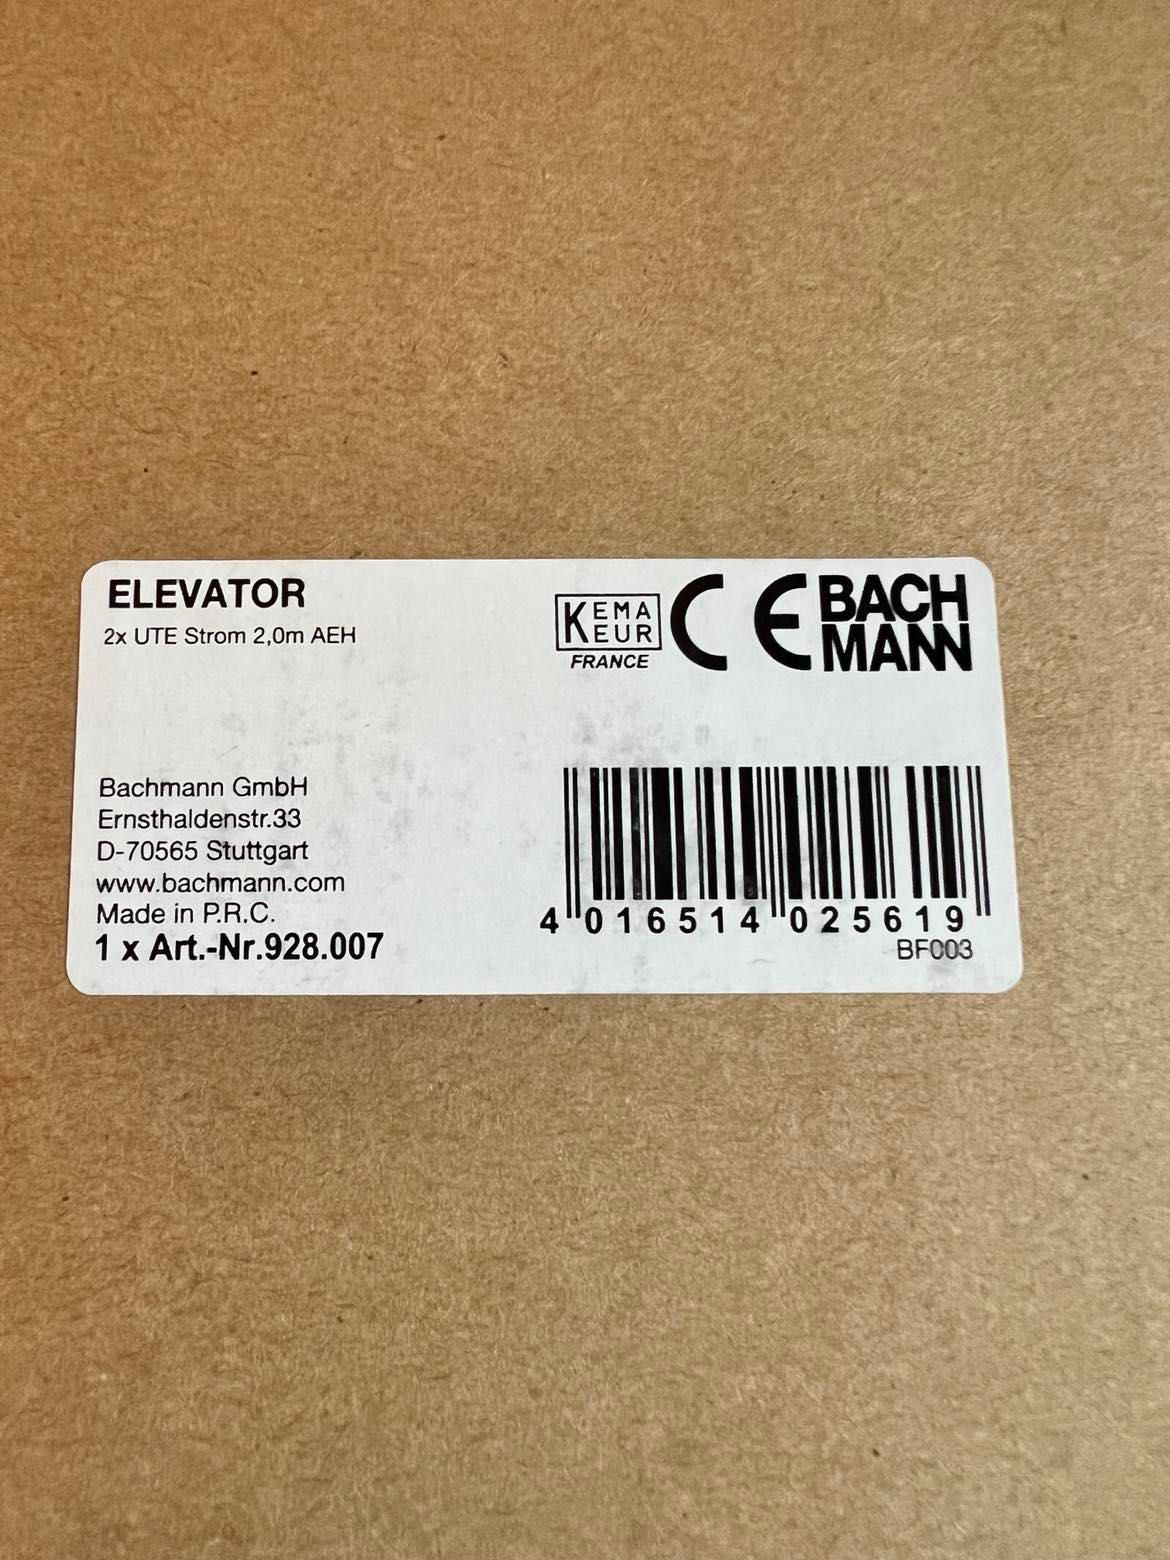 ELEVATOR
2x UTE Strom 2,0m AEH
KEMA
KEUR
FRANCE
CE
BACH
MANN
Bachmann GmbH
Ernsthaldenstr.33
D-70565 Stuttgart
www.bachmann.com
Made in P.R.C.
1 x Art.-Nr.928.007
4 016514 025619
BF003